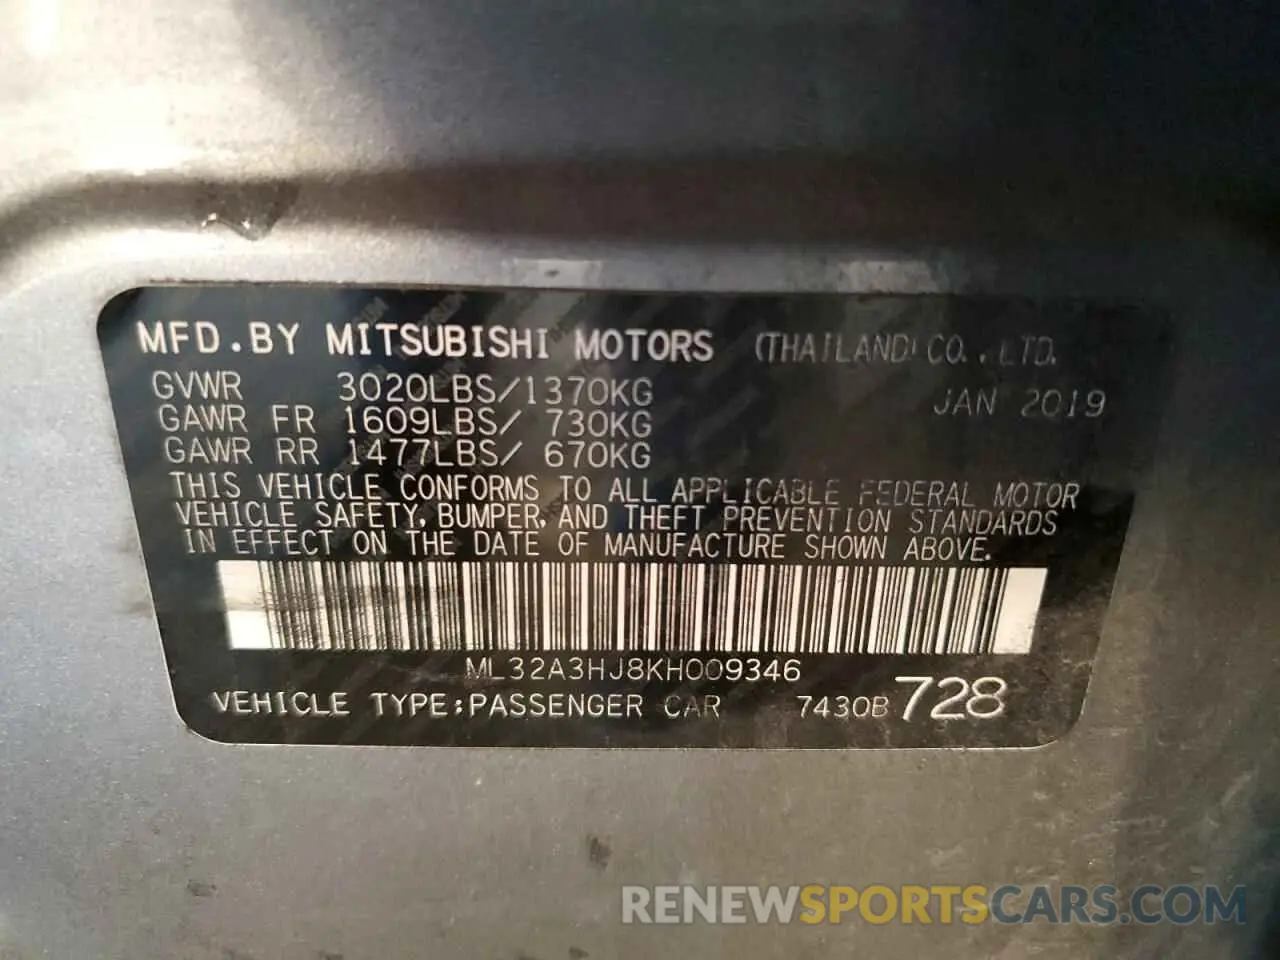 MFD.BY MITSUBISHI MOTORS (THAILAND) CO.,LTD.
GVWR 3020LBS/1370KG JAN 2019
GAWR FR 1609LBS/ 730KG
GAWR RR 1477LBS/ 670KG
THIS VEHICLE CONFORMS TO ALL APPLICABLE FEDERAL MOTOR
VEHICLE SAFETY, BUMPER, AND THEFT PREVENTION STANDARDS
IN EFFECT ON THE DATE OF MANUFACTURE SHOWN ABOVE.
ML32A3HJ8KH009346
VEHICLE TYPE:PASSENGER CAR 7430B 728
RENEWSPORTSCARS.COM